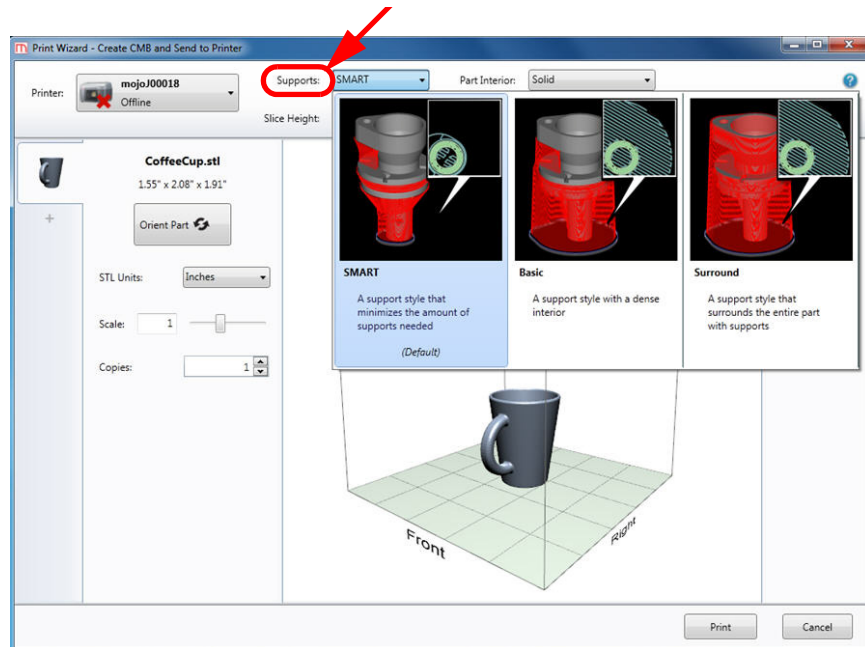 Print Wizard - Create CMB and Send to Printer
Printer:
mojoJ00018
Offline
Supports:
SMART
Part Interior:
Solid
Slice Height:
CoffeeCup.stl
1.55" x 2.08" x 1.91"
Orient Part
STL Units:
Inches
Scale:
1
Copies:
1
SMART
A support style that
minimizes the amount of
supports needed
(Default)
Basic
A support style with a dense
interior
Surround
A support style that
surrounds the entire part
with supports
Front
Right
Print
Cancel